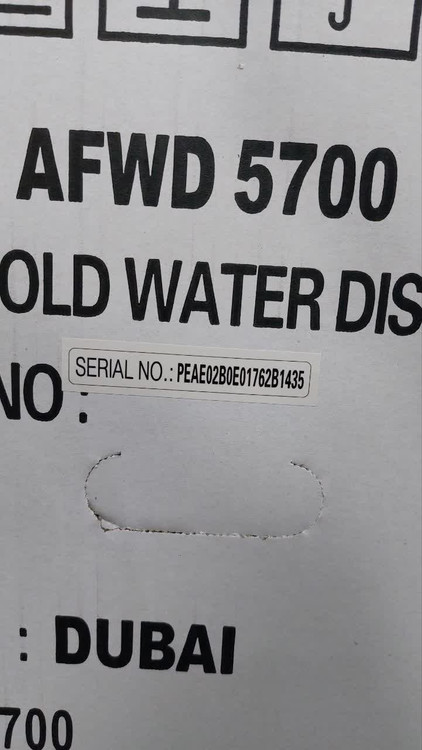 AFWD 5700
OLD WATER DIS
NO :
SERIAL NO.: PEAE02B0E01762B1435
: DUBAI
700